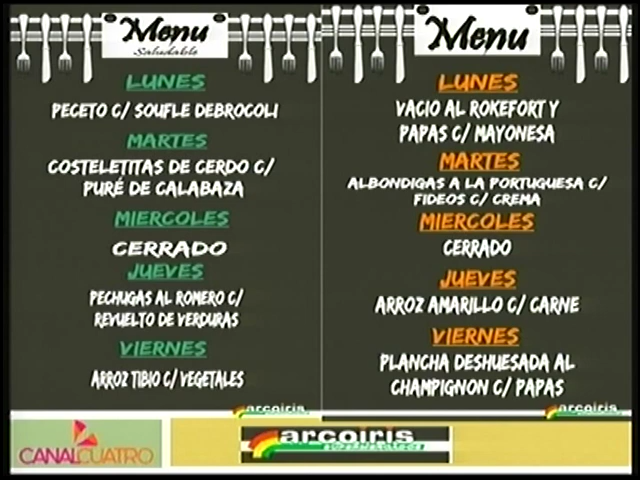 Menu
Saludable
LUNES
PECETO C/ SOUFLE DEBROCOLI
MARTES
COSTELETITAS DE CERDO C/
PURÉ DE CALABAZA
MIERCOLES
CERRADO
JUEVES
PECHUGAS AL ROMERO C/
REVUELTO DE VERDURAS
VIERNES
ARROZ TIBIO C/ VEGETALES
arcoiris
Menu
LUNES
VACIO AL ROKEFORT Y
PAPAS C/ MAYONESA
MARTES
ALBONDIGAS A LA PORTUGUESA C/
FIDEOS C/ CREMA
MIERCOLES
CERRADO
JUEVES
ARROZ AMARILLO C/ CARNE
VIERNES
PLANCHA DESHUESADA AL
CHAMPIGNON C/ PAPAS
arcoiris
CANALCUATRO
arcoiris
SUPERMERCADOS